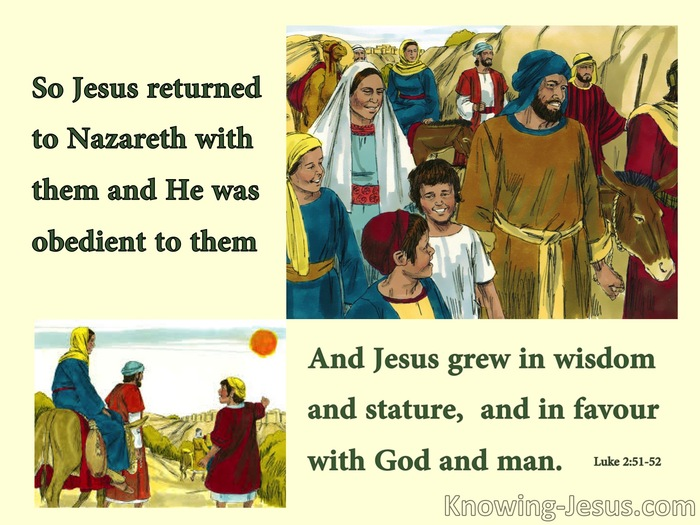 So Jesus returned
to Nazareth with
them and He was
obedient to them
And Jesus grew in wisdom
and stature, and in favour
with God and man. Luke 2:51-52
Knowing-Jesus.com